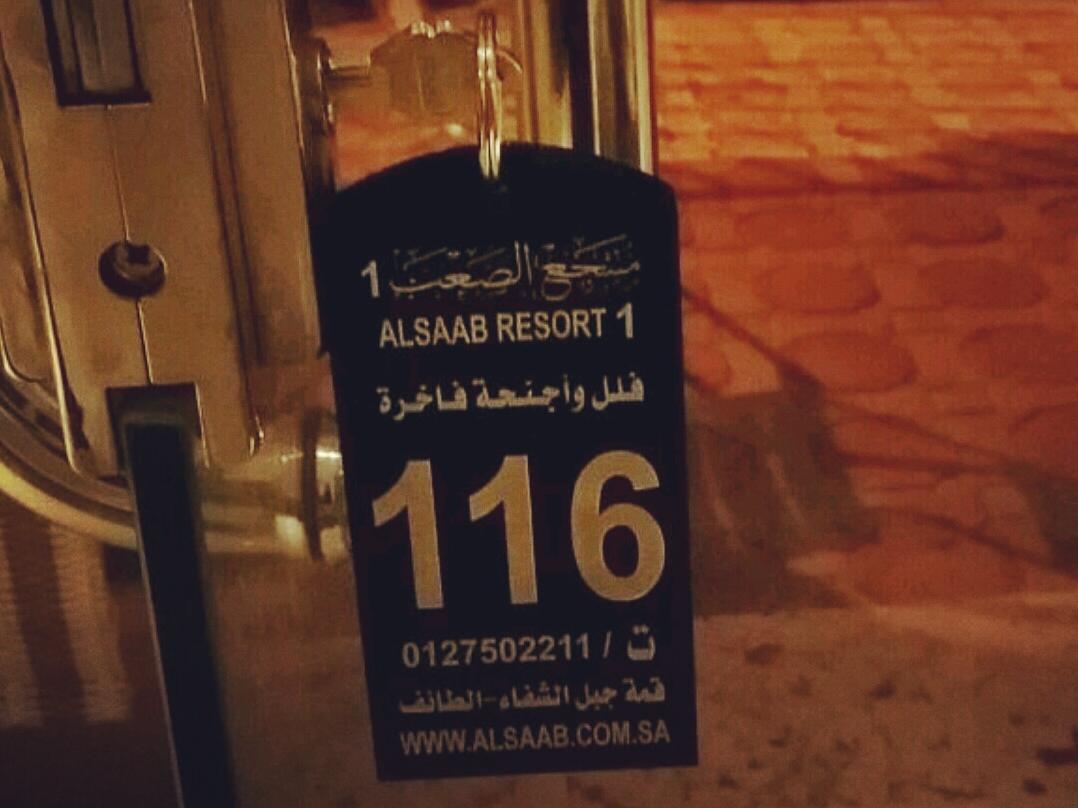 منتجع الصعب 1
ALSAAB RESORT 1
فلل وأجنحة فاخرة
116
ت / 0127502211
قمة جبل الشفاء-الطائف
WWW.ALSAAB.COM.SA